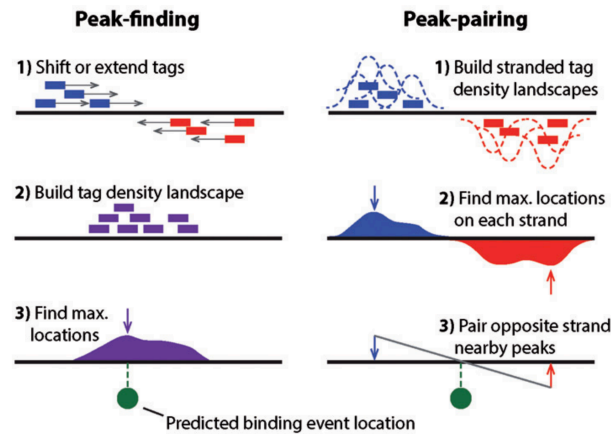 Peak-finding
1) Shift or extend tags
2) Build tag density landscape
3) Find max.
locations
Predicted binding event location
Peak-pairing
1) Build stranded tag
density landscapes
2) Find max. locations
on each strand
3) Pair opposite strand
nearby peaks